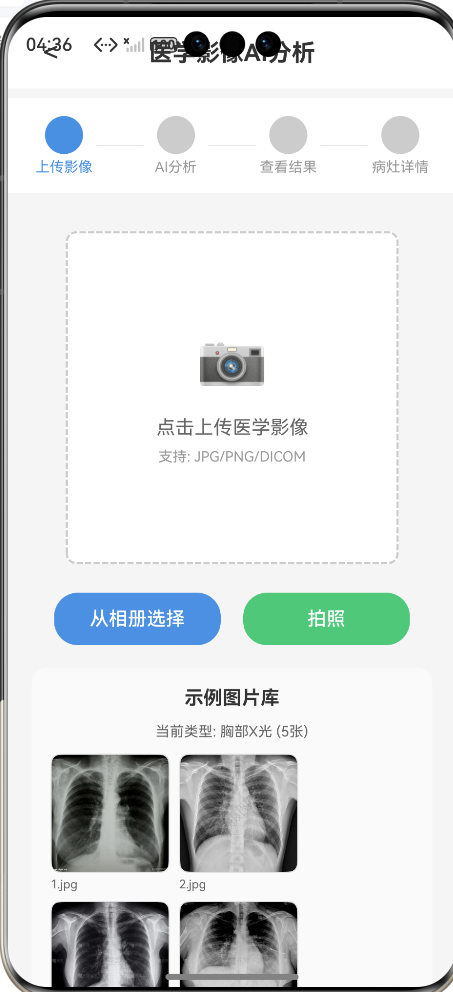 04:36
<
医学影像AI分析
上传影像
AI分析
查看结果
病灶详情
点击上传医学影像
支持: JPG/PNG/DICOM
从相册选择
拍照
示例图片库
当前类型: 胸部X光 (5张)
1.jpg
2.jpg